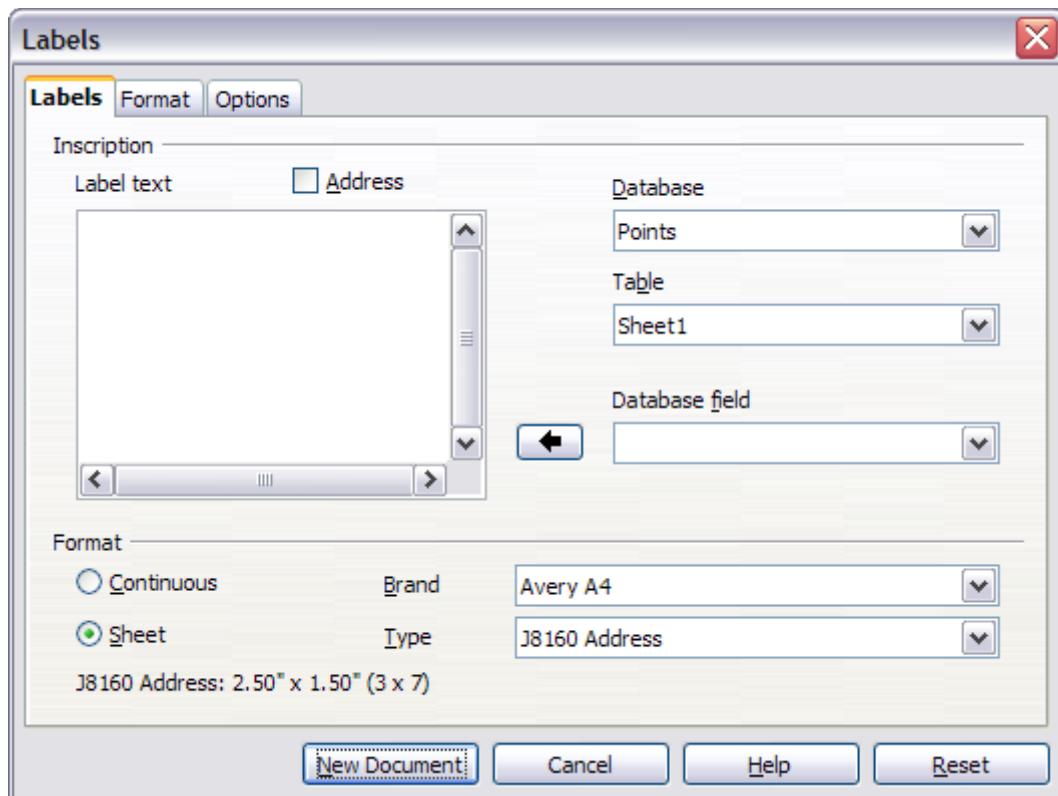 Labels
Labels Format Options
Inscription
Label text Address
Database
Points
Table
Sheet1
Database field
Format
Continuous Brand Avery A4
Sheet Type J8160 Address
J8160 Address: 2.50" x 1.50" (3 x 7)
New Document Cancel Help Reset